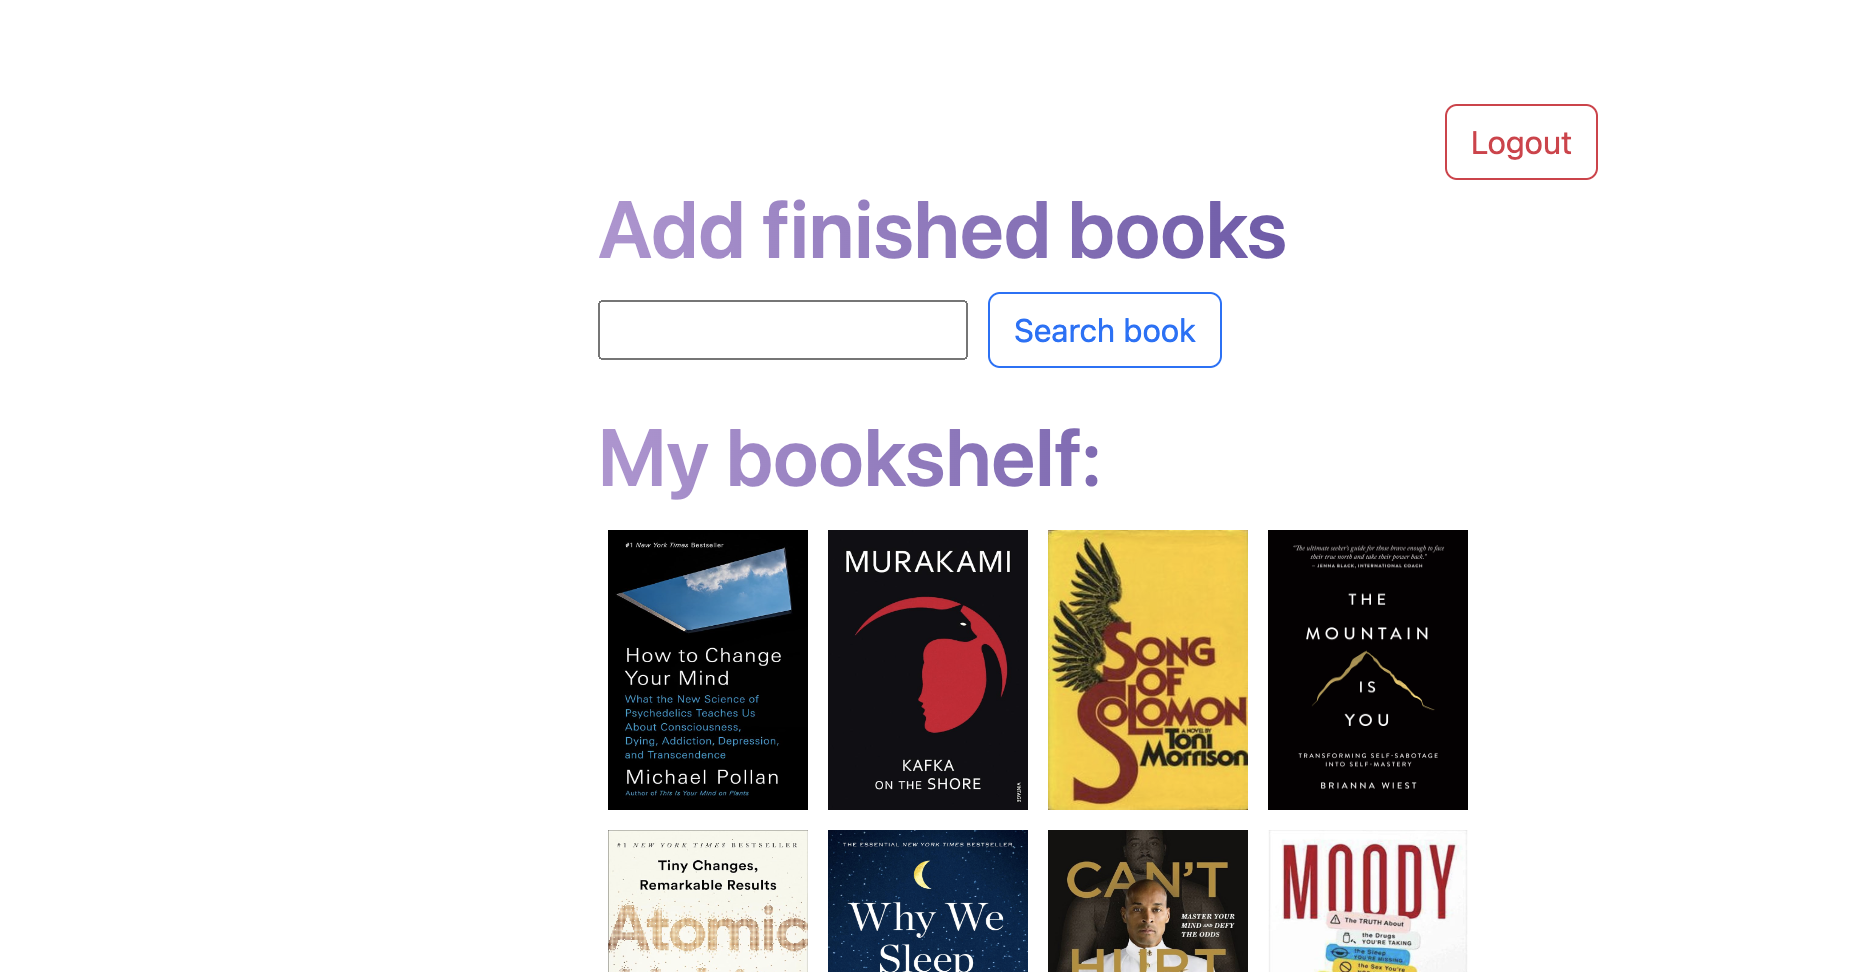 Logout
Add finished books
Search book
My bookshelf:
#1 New York Times Bestseller
How to Change
Your Mind
What the New Science of
Psychedelics Teaches Us
About Consciousness,
Dying, Addiction, Depression,
and Transcendence
Michael Pollan
Author of This Is Your Mind on Plants
MURAKAMI
KAFKA
ON THE SHORE
VINTAGE
SONG
OF
SOLOMON
A NOVEL BY
Toni
Morrison
"The ultimate seeker's guide for those brave enough to face
their true north and take their power back."
– JENNA BLACK, INTERNATIONAL COACH
THE
MOUNTAIN
IS
YOU
TRANSFORMING SELF-SABOTAGE
INTO SELF-MASTERY
BRIANNA WIEST
#1 NEW YORK TIMES BESTSELLER
Tiny Changes,
Remarkable Results
Atomic
THE ESSENTIAL NEW YORK TIMES BESTSELLER
Why We
Sleep
CAN'T
MASTER YOUR
MIND AND DEFY
THE ODDS
HURT
MOODY
The TRUTH About
the Drugs
YOU'RE TAKING
the Sleep
YOU'RE MISSING,
the Sex You're